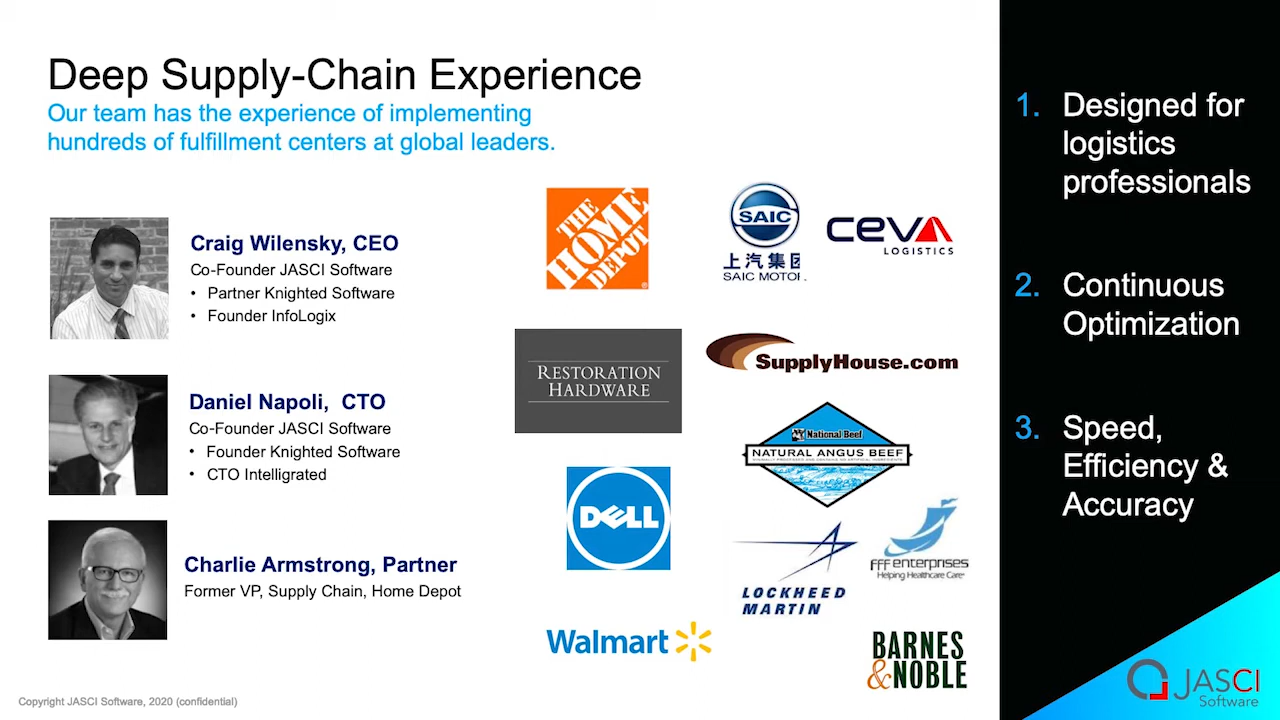 Deep Supply-Chain Experience
Our team has the experience of implementing
hundreds of fulfillment centers at global leaders.
Craig Wilensky, CEO
Co-Founder JASCI Software
• Partner Knighted Software
• Founder InfoLogix
Daniel Napoli, CTO
Co-Founder JASCI Software
• Founder Knighted Software
• CTO Intelligrated
Charlie Armstrong, Partner
Former VP, Supply Chain, Home Depot
THE
HOME
DEPOT
SAIC
上汽集团
SAIC MOTOR
CEVA
LOGISTICS
RESTORATION
HARDWARE
SupplyHouse.com
National Beef
NATURAL ANGUS BEEF
DELL
LOCKHEED
MARTIN
fff enterprises
Helping Healthcare Care
Walmart
BARNES
&NOBLE
1. Designed for
logistics
professionals
2. Continuous
Optimization
3. Speed,
Efficiency &
Accuracy
JASCI
Software
Copyright JASCI Software, 2020 (confidential)